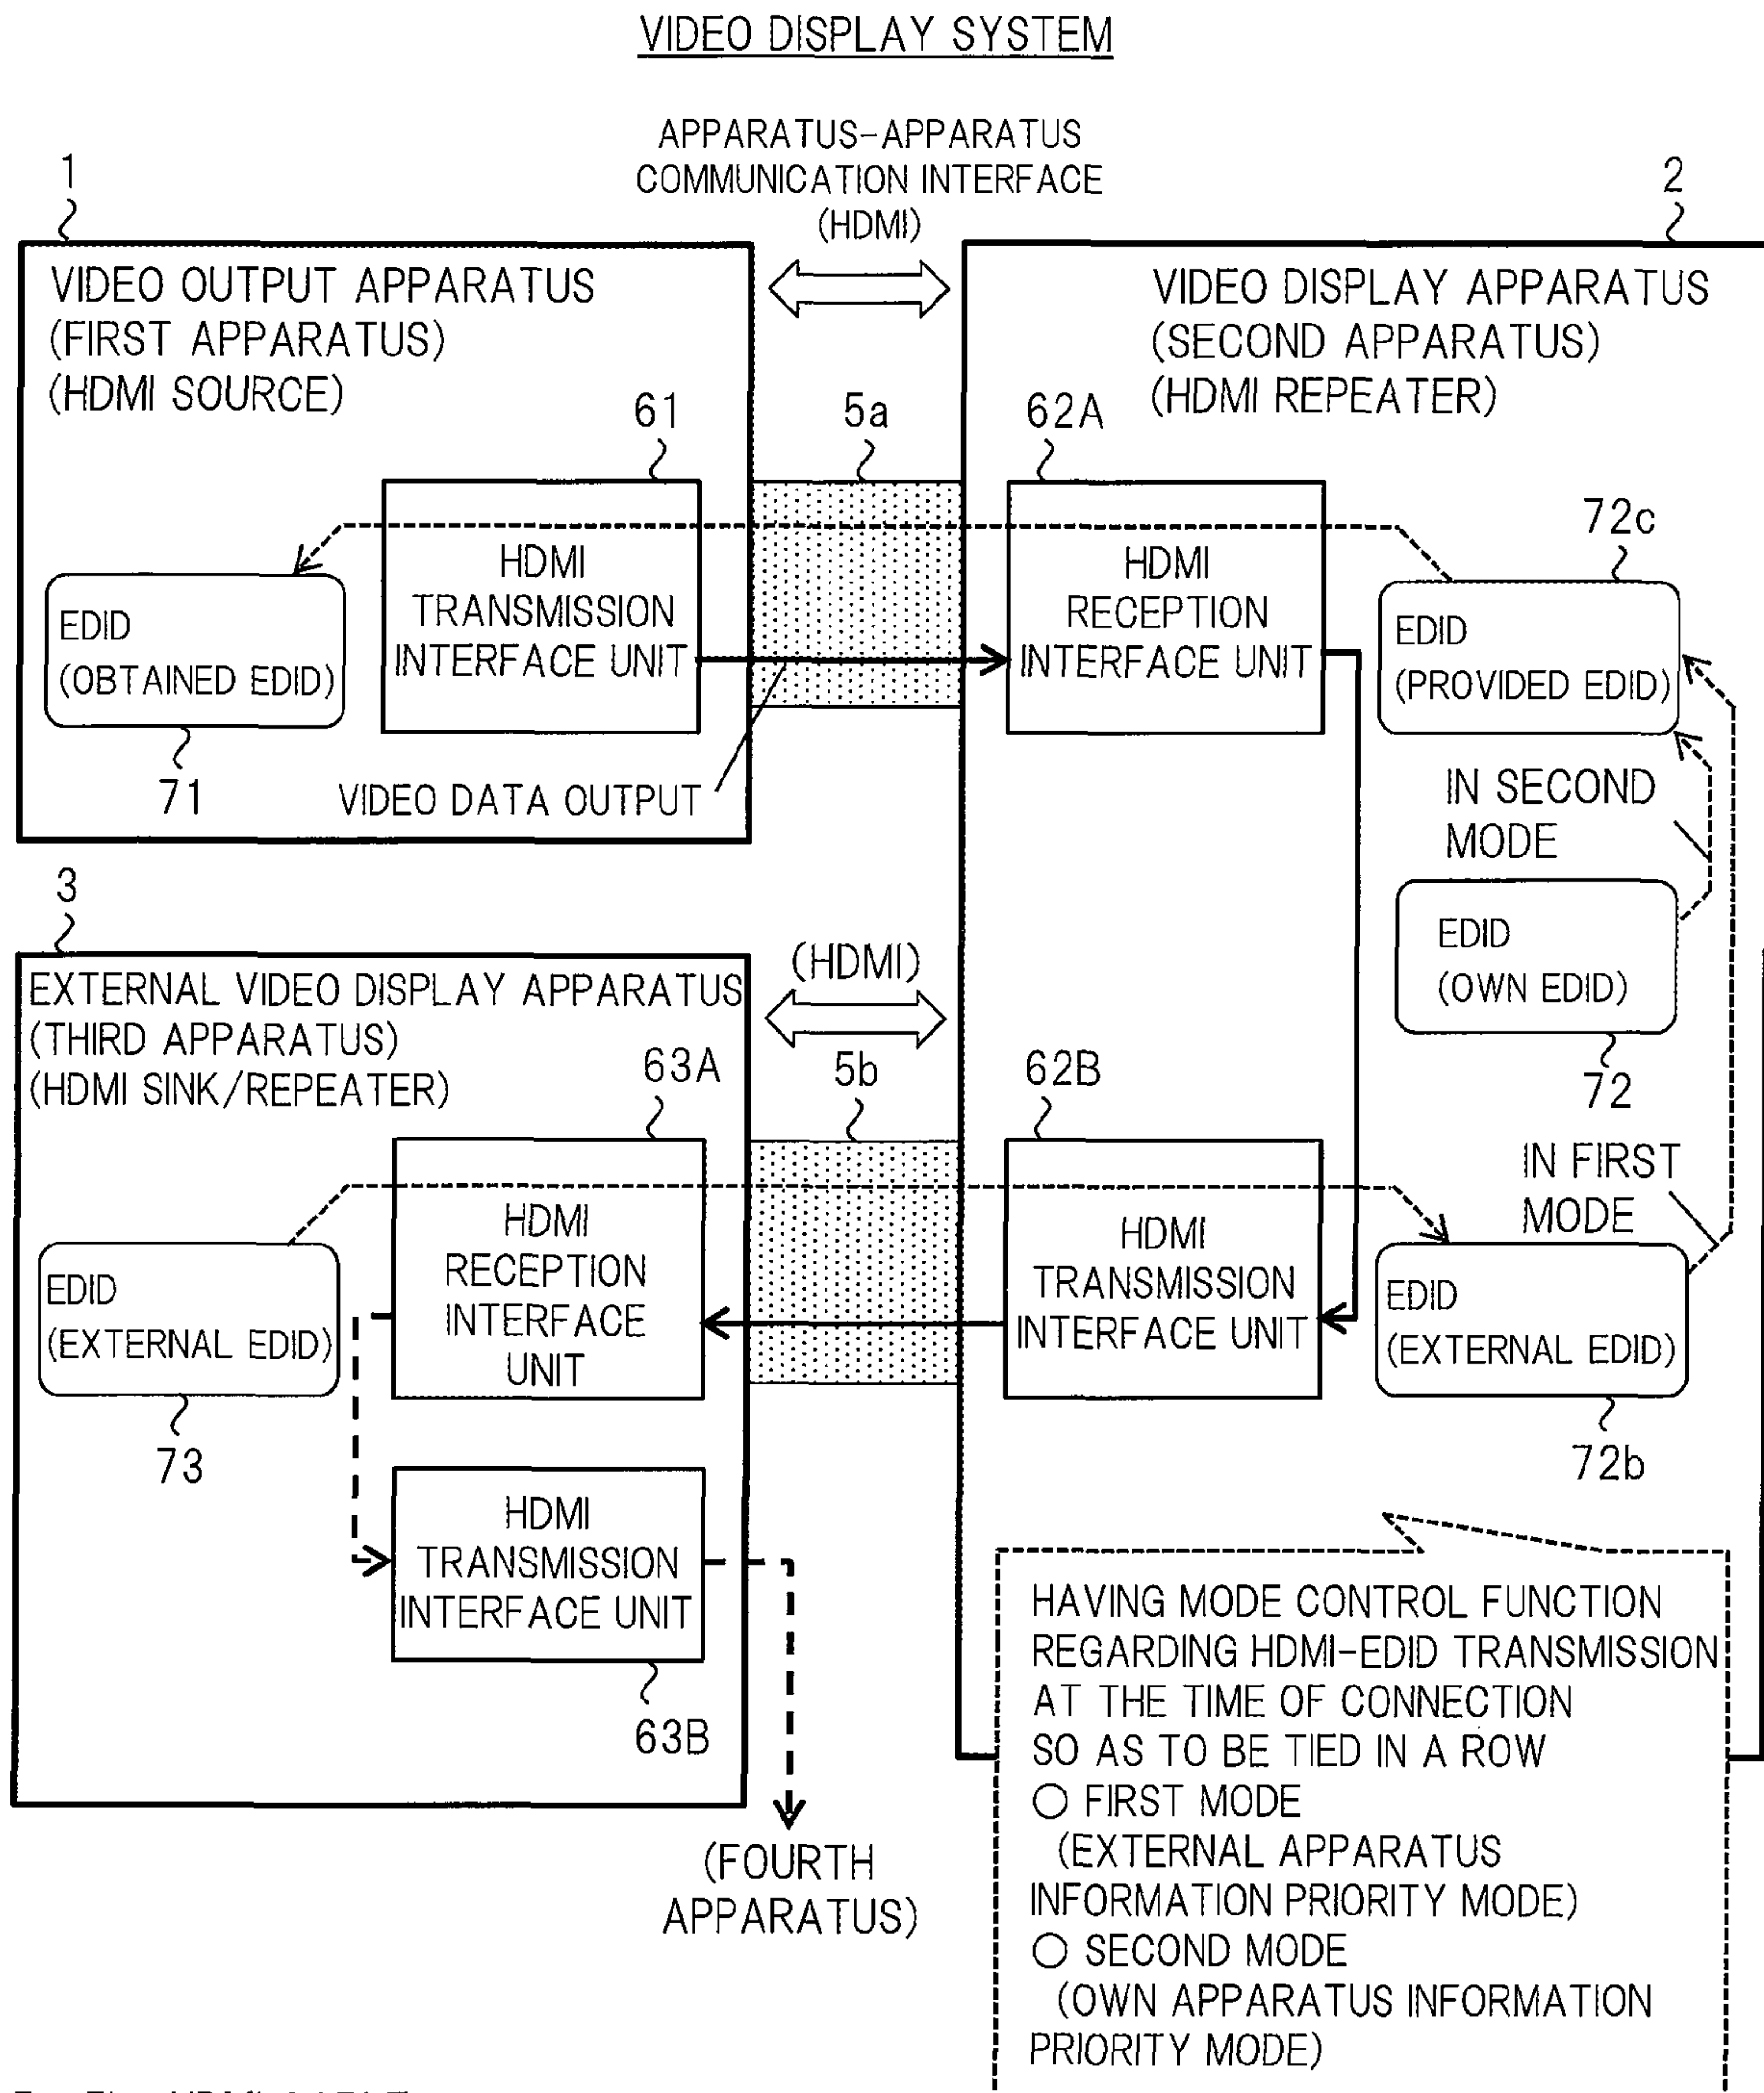 VIDEO DISPLAY SYSTEM
APPARATUS-APPARATUS
COMMUNICATION INTERFACE
(HDMI)
1
2
VIDEO OUTPUT APPARATUS
(FIRST APPARATUS)
(HDMI SOURCE)
VIDEO DISPLAY APPARATUS
(SECOND APPARATUS)
(HDMI REPEATER)
61
5a
62A
72c
HDMI
TRANSMISSION
INTERFACE UNIT
HDMI
RECEPTION
INTERFACE UNIT
EDID
(OBTAINED EDID)
71
EDID
(PROVIDED EDID)
VIDEO DATA OUTPUT
IN SECOND
MODE
EDID
(OWN EDID)
72
3
EXTERNAL VIDEO DISPLAY APPARATUS
(THIRD APPARATUS)
(HDMI SINK/REPEATER)
(HDMI)
63A
5b
62B
IN FIRST
MODE
HDMI
RECEPTION
INTERFACE
UNIT
HDMI
TRANSMISSION
INTERFACE UNIT
EDID
(EXTERNAL EDID)
73
EDID
(EXTERNAL EDID)
72b
HDMI
TRANSMISSION
INTERFACE UNIT
63B
(FOURTH
APPARATUS)
HAVING MODE CONTROL FUNCTION
REGARDING HDMI-EDID TRANSMISSION
AT THE TIME OF CONNECTION
SO AS TO BE TIED IN A ROW
○ FIRST MODE
(EXTERNAL APPARATUS
INFORMATION PRIORITY MODE)
○ SECOND MODE
(OWN APPARATUS INFORMATION
PRIORITY MODE)